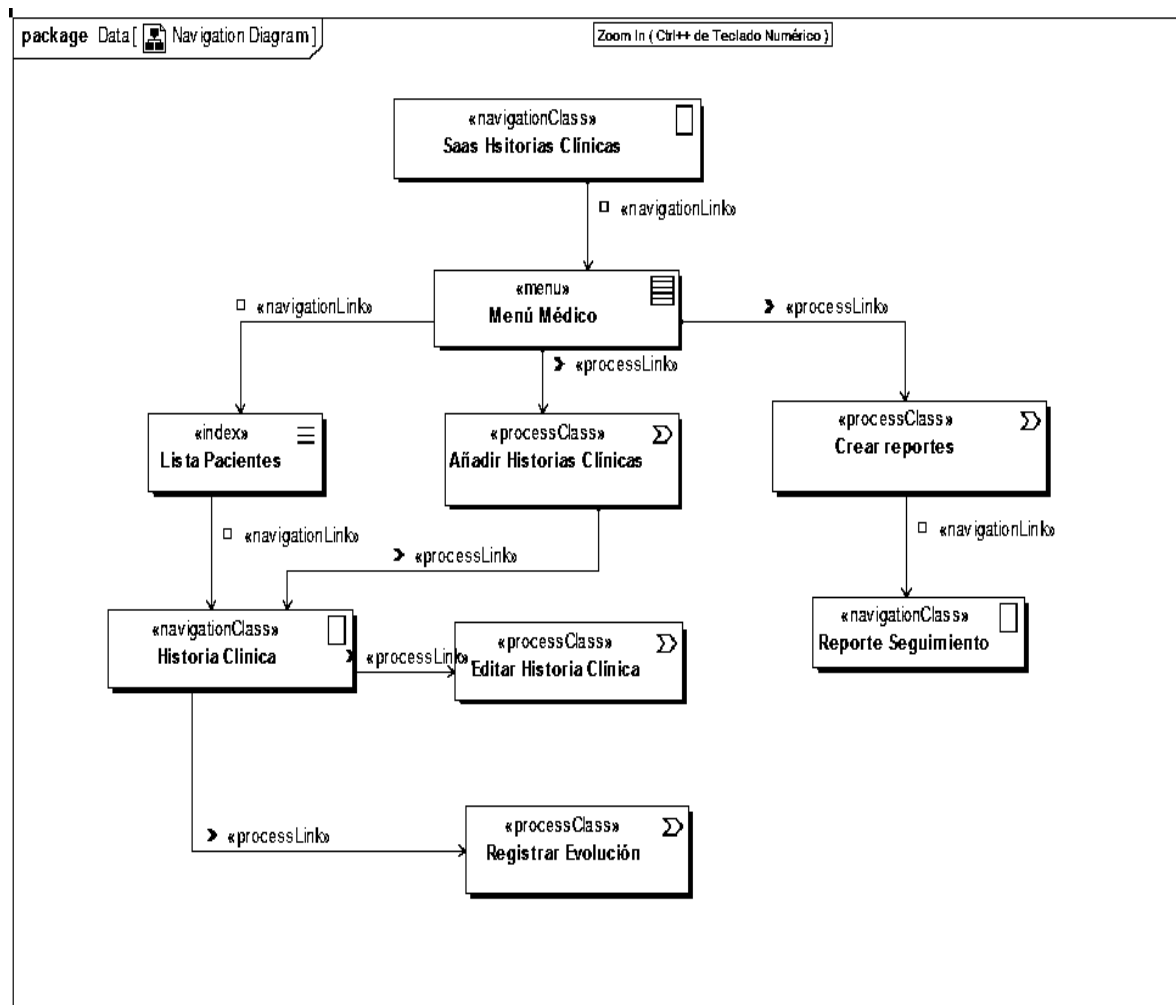 package Data[ Navigation Diagram]
Zoom In ( Ctrl++ de Teclado Numérico )
«navigationClass»
Saas Hsitorias Clínicas
«navigationLink»
«menu»
Menú Médico
«navigationLink»
«processLink»
«processLink»
«index»
Lista Pacientes
«processClass»
Añadir Historias Clínicas
«processClass»
Crear reportes
«navigationLink»
«processLink»
«navigationLink»
«navigationClass»
Historia Clinica
«processLink»
«processClass»
Editar Historia Clínica
«navigationClass»
Reporte Seguimiento
«processLink»
«processClass»
Registrar Evolución